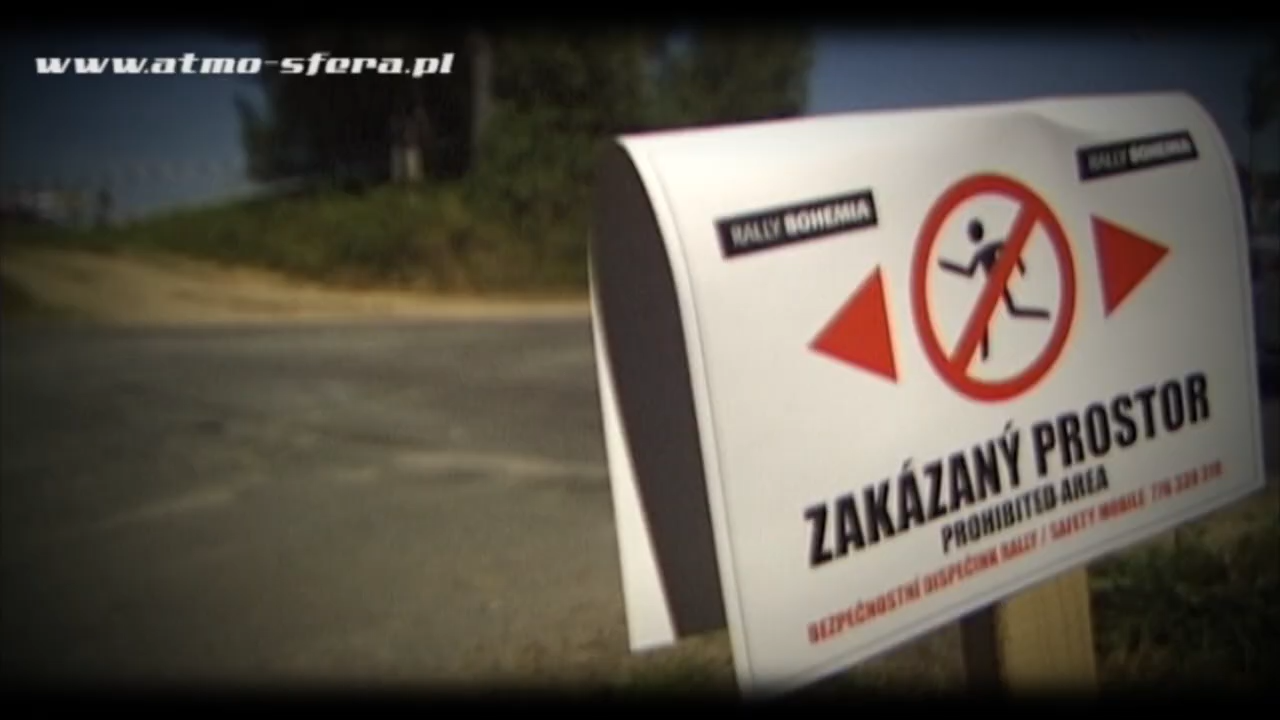 www.atmo-sfera.pl
RALLY BOHEMIA
RALLY BOHEMIA
ZAKÁZANÝ PROSTOR
PROHIBITED AREA
BEZPEČNOSTNÍ DISPEČINK RALLY / SAFETY MOBILE